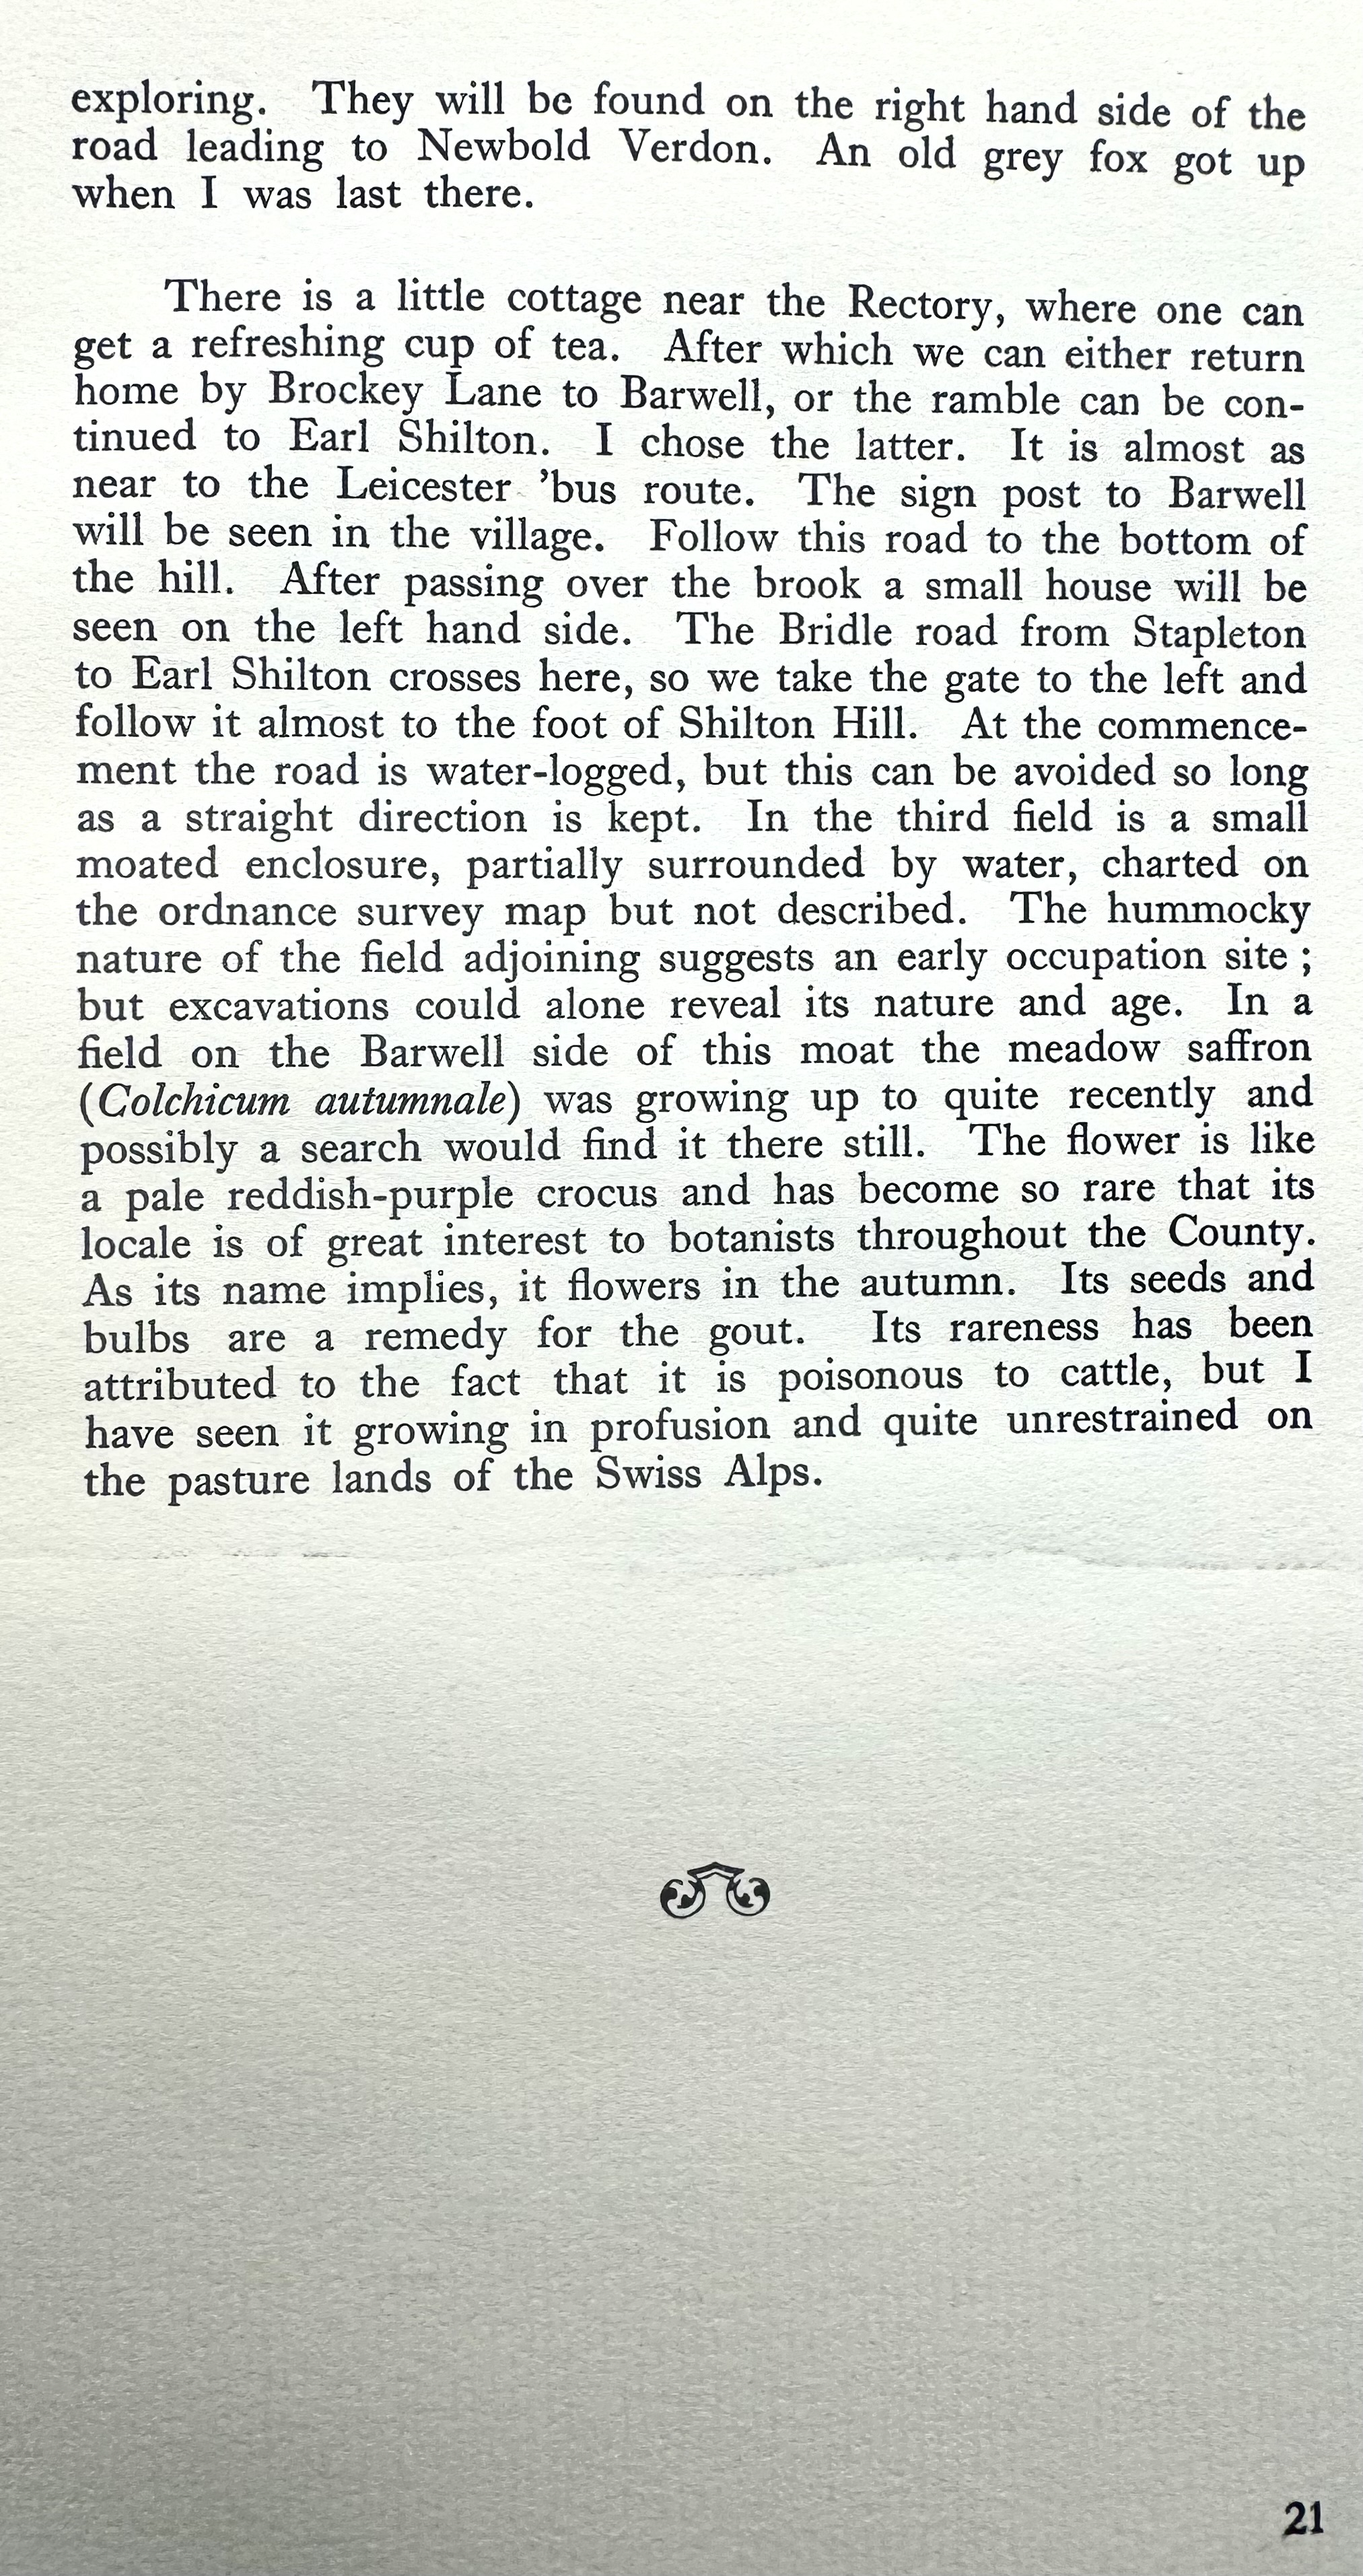 exploring. They will be found on the right hand side of the
road leading to Newbold Verdon. An old grey fox got up
when I was last there.
There is a little cottage near the Rectory, where one can
get a refreshing cup of tea. After which we can either return
home by Brockey Lane to Barwell, or the ramble can be con-
tinued to Earl Shilton. I chose the latter. It is almost as
near to the Leicester 'bus route. The sign post to Barwell
will be seen in the village. Follow this road to the bottom of
the hill. After passing over the brook a small house will be
seen on the left hand side. The Bridle road from Stapleton
to Earl Shilton crosses here, so we take the gate to the left and
follow it almost to the foot of Shilton Hill. At the commence-
ment the road is water-logged, but this can be avoided so long
as a straight direction is kept. In the third field is a small
moated enclosure, partially surrounded by water, charted on
the ordnance survey map but not described. The hummocky
nature of the field adjoining suggests an early occupation site ;
but excavations could alone reveal its nature and age. In a
field on the Barwell side of this moat the meadow saffron
(Colchicum autumnale) was growing up to quite recently and
possibly a search would find it there still. The flower is like
a pale reddish-purple crocus and has become so rare that its
locale is of great interest to botanists throughout the County.
As its name implies, it flowers in the autumn. Its seeds and
bulbs are a remedy for the gout. Its rareness has been
attributed to the fact that it is poisonous to cattle, but I
have seen it growing in profusion and quite unrestrained on
the pasture lands of the Swiss Alps.
21